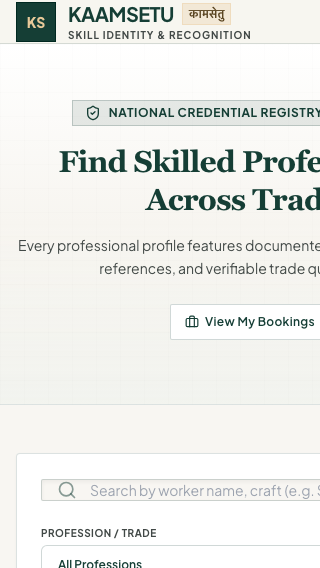 KS
KAAMSETU कामसेतु
SKILL IDENTITY & RECOGNITION
NATIONAL CREDENTIAL REGISTRY
Find Skilled Profe
Across Trad
Every professional profile features documente
references, and verifiable trade qu
View My Bookings
Search by worker name, craft (e.g. S
PROFESSION / TRADE
All Professions